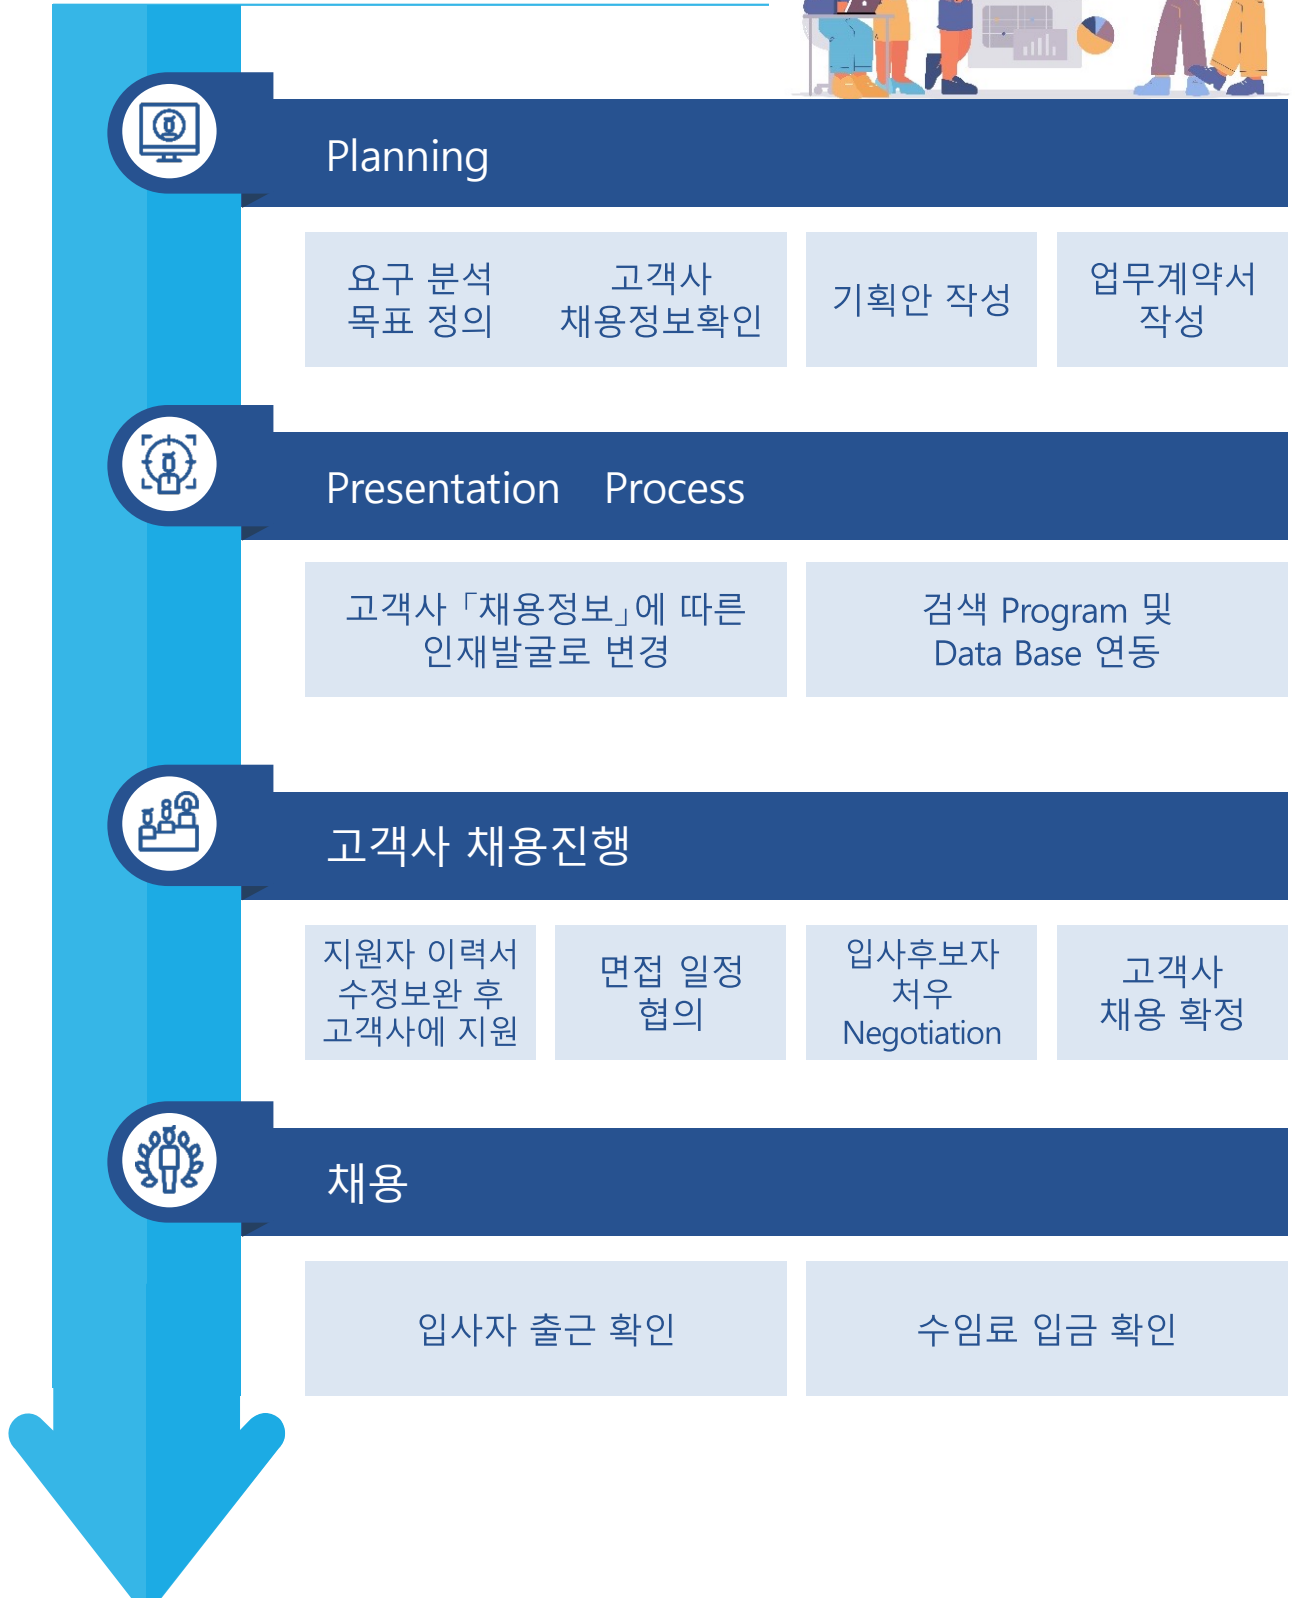 Planning
요구 분석
목표 정의
고객사
채용정보확인
기획안 작성
업무계약서
작성
Presentation Process
고객사 「채용정보」에 따른
인재발굴로 변경
검색 Program 및
Data Base 연동
고객사 채용진행
지원자 이력서
수정보완 후
고객사에 지원
면접 일정
협의
입사후보자
처우
Negotiation
고객사
채용 확정
채용
입사자 출근 확인
수임료 입금 확인